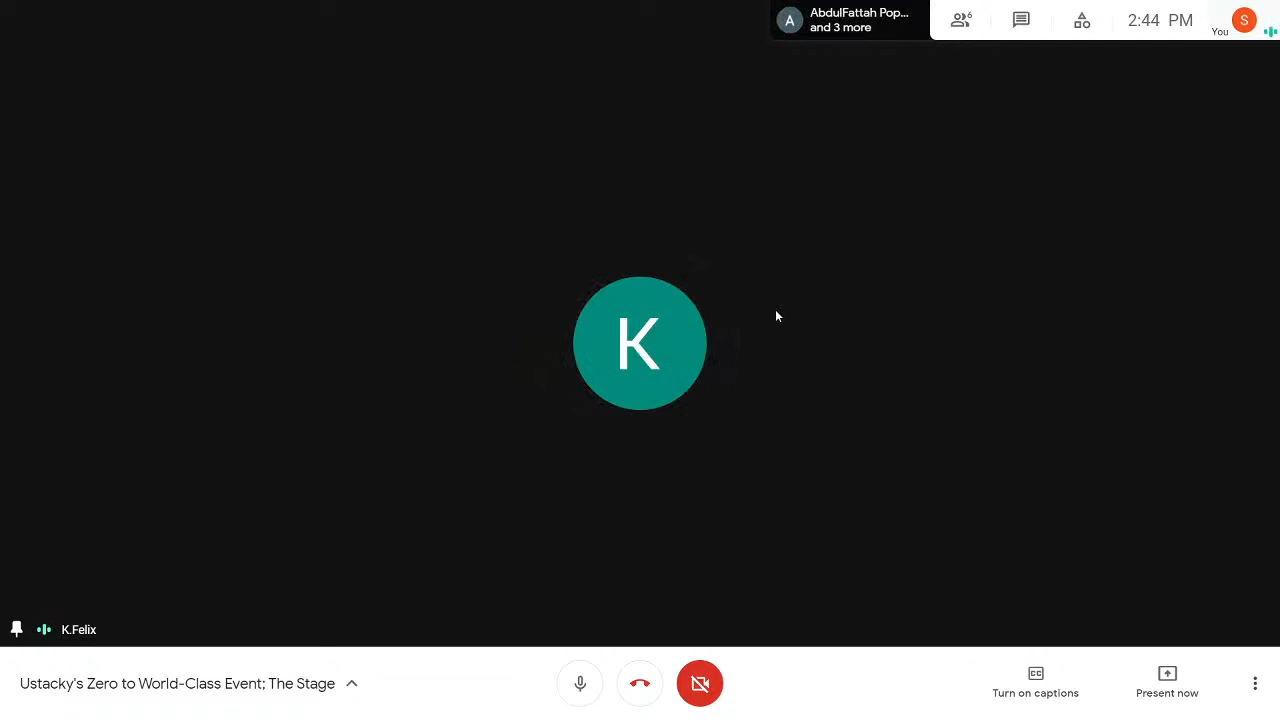 A
AbdulFattah Pop...
and 3 more
6
2:44 PM
You
S
K
K.Felix
Ustacky's Zero to World-Class Event; The Stage
CC
Turn on captions
Present now